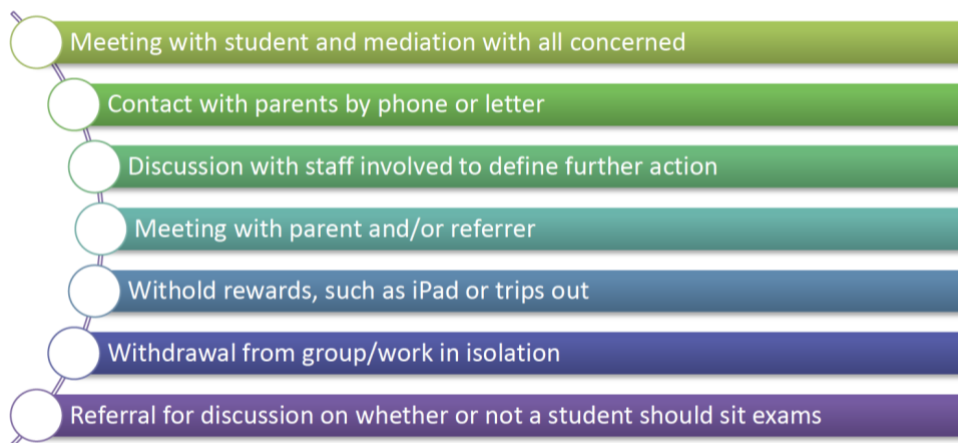 Meeting with student and mediation with all concerned
Contact with parents by phone or letter
Discussion with staff involved to define further action
Meeting with parent and/or referrer
Withold rewards, such as iPad or trips out
Withdrawal from group/work in isolation
Referral for discussion on whether or not a student should sit exams